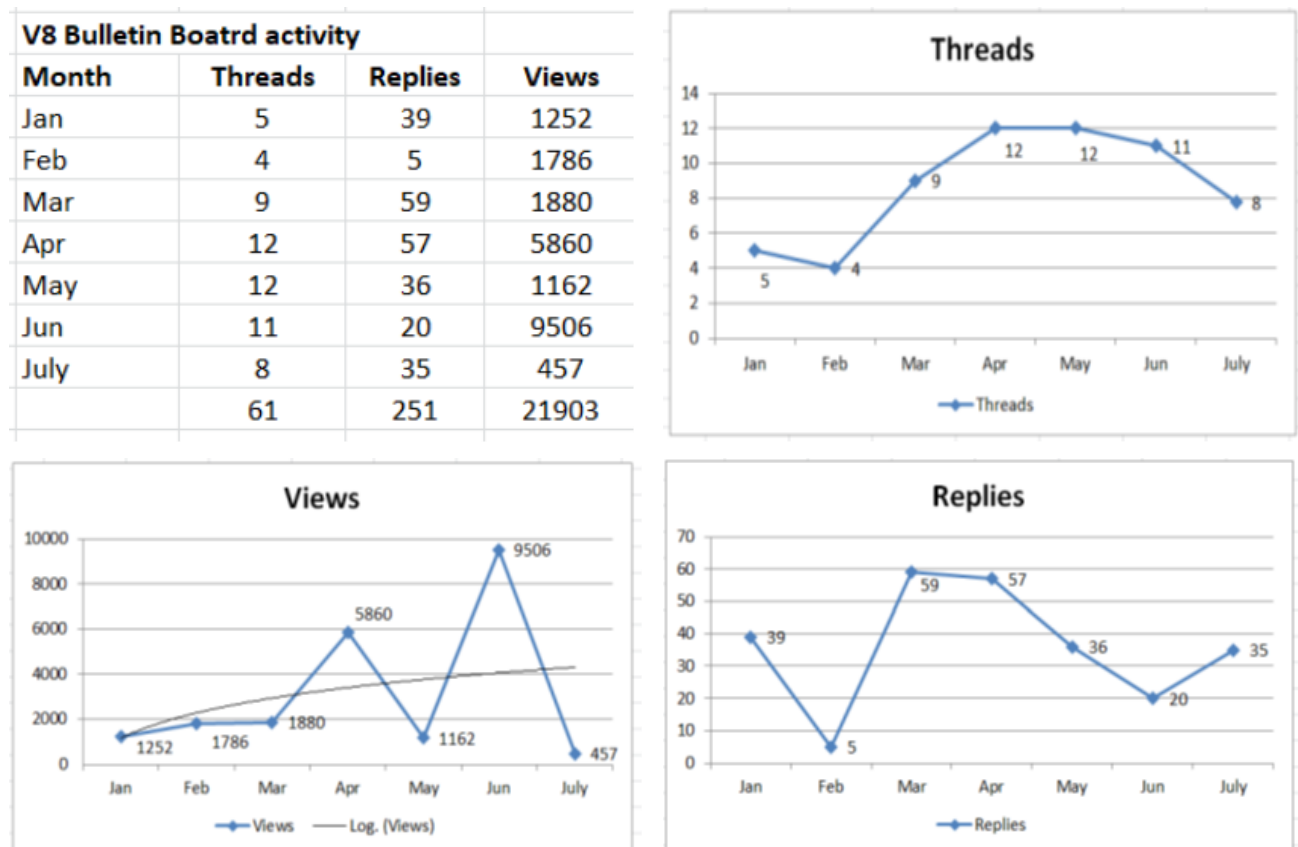 V8 Bulletin Boatrd activity
Month Threads Replies Views
Jan 5 39 1252
Feb 4 5 1786
Mar 9 59 1880
Apr 12 57 5860
May 12 36 1162
Jun 11 20 9506
July 8 35 457
61 251 21903
Threads
14
12
10
8
6
4
2
0
5
4
9
12
12
11
8
Jan Feb Mar Apr May Jun July
Threads
Views
10000
8000
6000
4000
2000
0
1252
1786
1880
5860
1162
9506
457
Jan Feb Mar Apr May Jun July
Views Log. (Views)
Replies
70
60
50
40
30
20
10
0
39
5
59
57
36
20
35
Jan Feb Mar Apr May Jun July
Replies